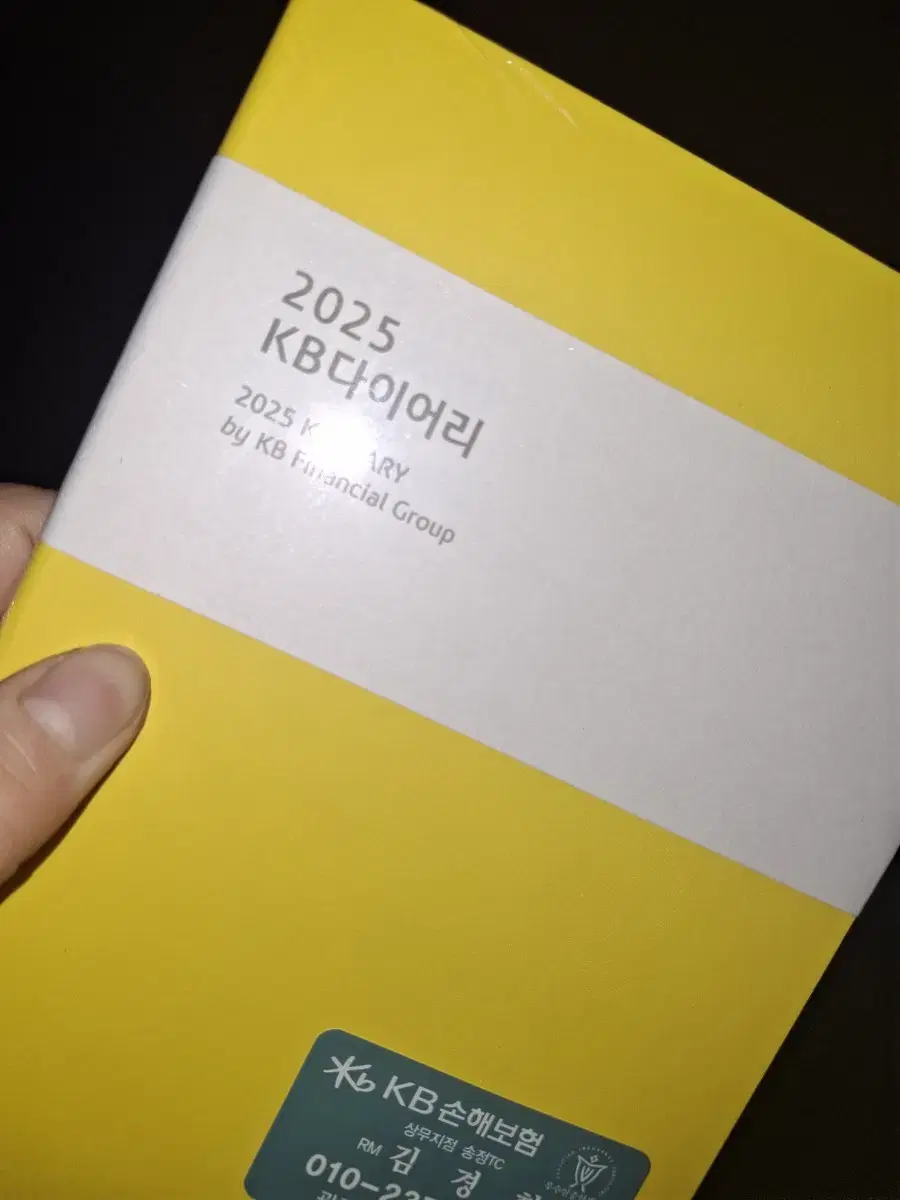 2025
KB다이어리
2025 K ARY
by KB Financial Group
KB손해보험
상무지점 송정TC
RM 김 경
010-23